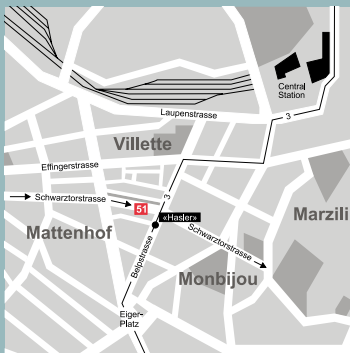 Central
Station
3
Laupenstrasse
Villette
Effingerstrasse
3
Schwarztorstrasse
51
«Hasler»
Marzili
Mattenhof
Belpstrasse
Schwarztorstrasse
Monbijou
Eiger-
Platz